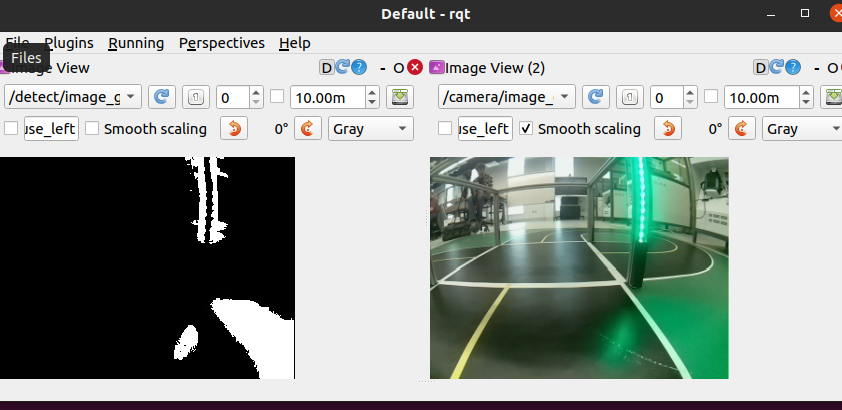 Default - rqt
File Plugins Running Perspectives Help
Files
Image View
D
- O
Image View (2)
D
- O
/detect/image_g
0
10.00m
/camera/image_
0
10.00m
use_left
Smooth scaling
0°
Gray
use_left
Smooth scaling
0°
Gray